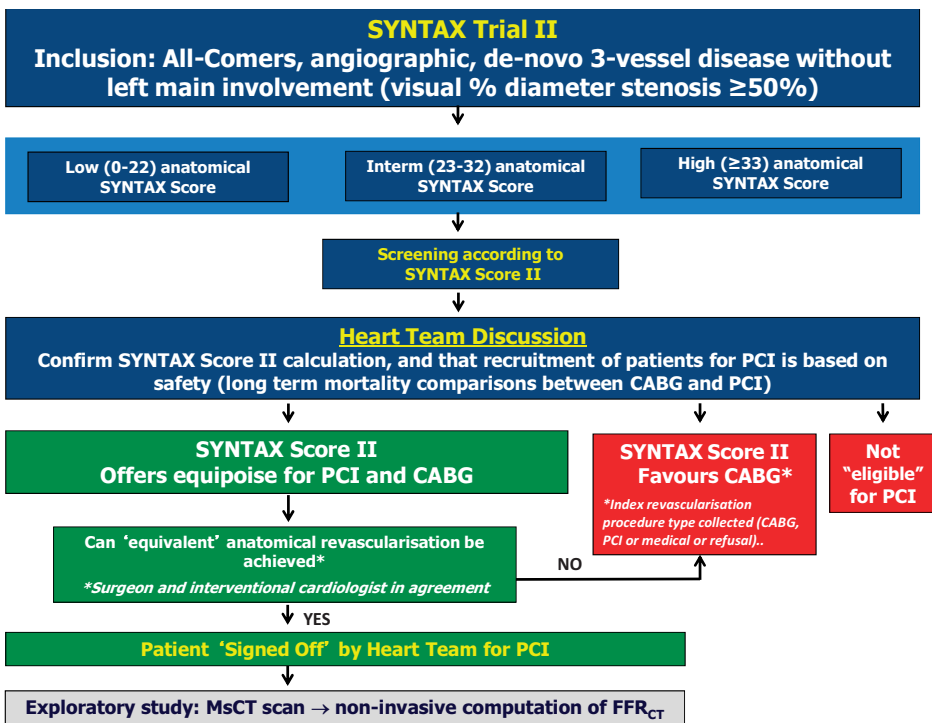 SYNTAX Trial II
Inclusion: All-Comers, angiographic, de-novo 3-vessel disease without
left main involvement (visual % diameter stenosis ≥50%)
Low (0-22) anatomical
SYNTAX Score
Interm (23-32) anatomical
SYNTAX Score
High (≥33) anatomical
SYNTAX Score
Screening according to
SYNTAX Score II
Heart Team Discussion
Confirm SYNTAX Score II calculation, and that recruitment of patients for PCI is based on
safety (long term mortality comparisons between CABG and PCI)
SYNTAX Score II
Offers equipoise for PCI and CABG
SYNTAX Score II
Favours CABG*
*Index revascularisation
procedure type collected (CABG,
PCI or medical or refusal)..
Not
“eligible”
for PCI
Can ‘equivalent’ anatomical revascularisation be
achieved*
*Surgeon and interventional cardiologist in agreement
NO
YES
Patient ‘Signed Off’ by Heart Team for PCI
Exploratory study: MsCT scan → non-invasive computation of FFRCT